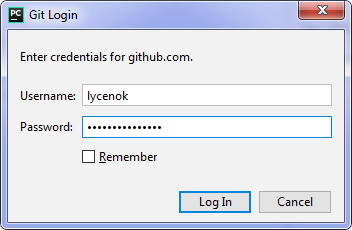 PC Git Login
Enter credentials for github.com.
Username: lycenok
Password: •••••••••••••••
Remember
Log In Cancel